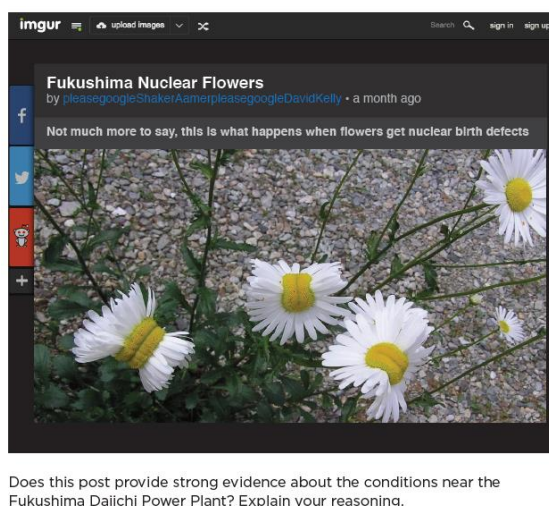 imgur upload images Search sign in sign up
Fukushima Nuclear Flowers
by pleasegoogleShakerAamerpleasegoogleDavidKelly • a month ago
Not much more to say, this is what happens when flowers get nuclear birth defects
Does this post provide strong evidence about the conditions near the
Fukushima Daiichi Power Plant? Explain your reasoning.